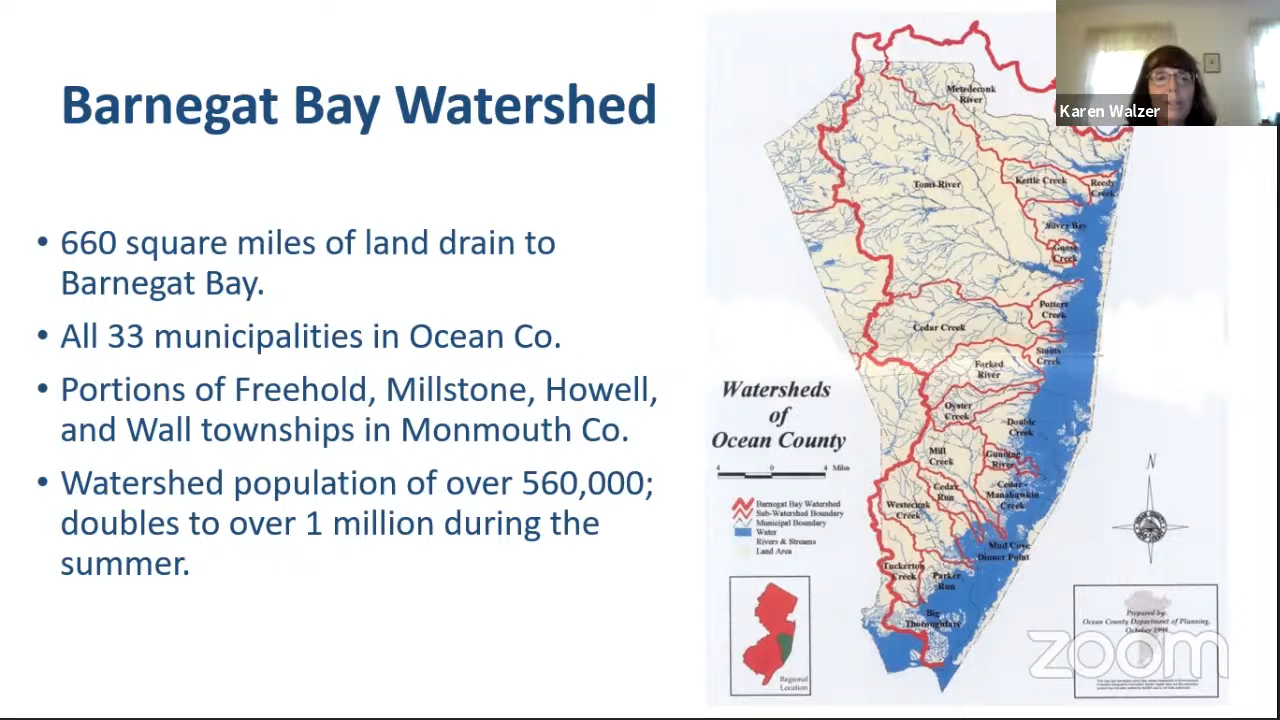 Barnegat Bay Watershed
• 660 square miles of land drain to
Barnegat Bay.
• All 33 municipalities in Ocean Co.
• Portions of Freehold, Millstone, Howell,
and Wall townships in Monmouth Co.
• Watershed population of over 560,000;
doubles to over 1 million during the
summer.
Karen Walzer
Metedeconk
River
Toms River
Kettle Creek
Reedy
Creek
Silver Bay
Goose
Creek
Potters
Creek
Cedar Creek
Stouts
Creek
Forked
River
Oyster
Creek
Double
Creek
Mill
Creek
Gunning
River
Cedar
Run
Cedar-
Manahawkin
Creek
Westecunk
Creek
Mud Cove
Dinner Point
Tuckerton
Creek
Parker
Run
Big
Thoroughfare
Watersheds
of
Ocean County
4 0 4 Miles
Barnegat Bay Watershed
Sub-Watershed Boundary
Municipal Boundary
Water
Rivers & Streams
Land Area
Regional
Location
N
Prepared by:
Ocean County Department of Planning,
October
zoom